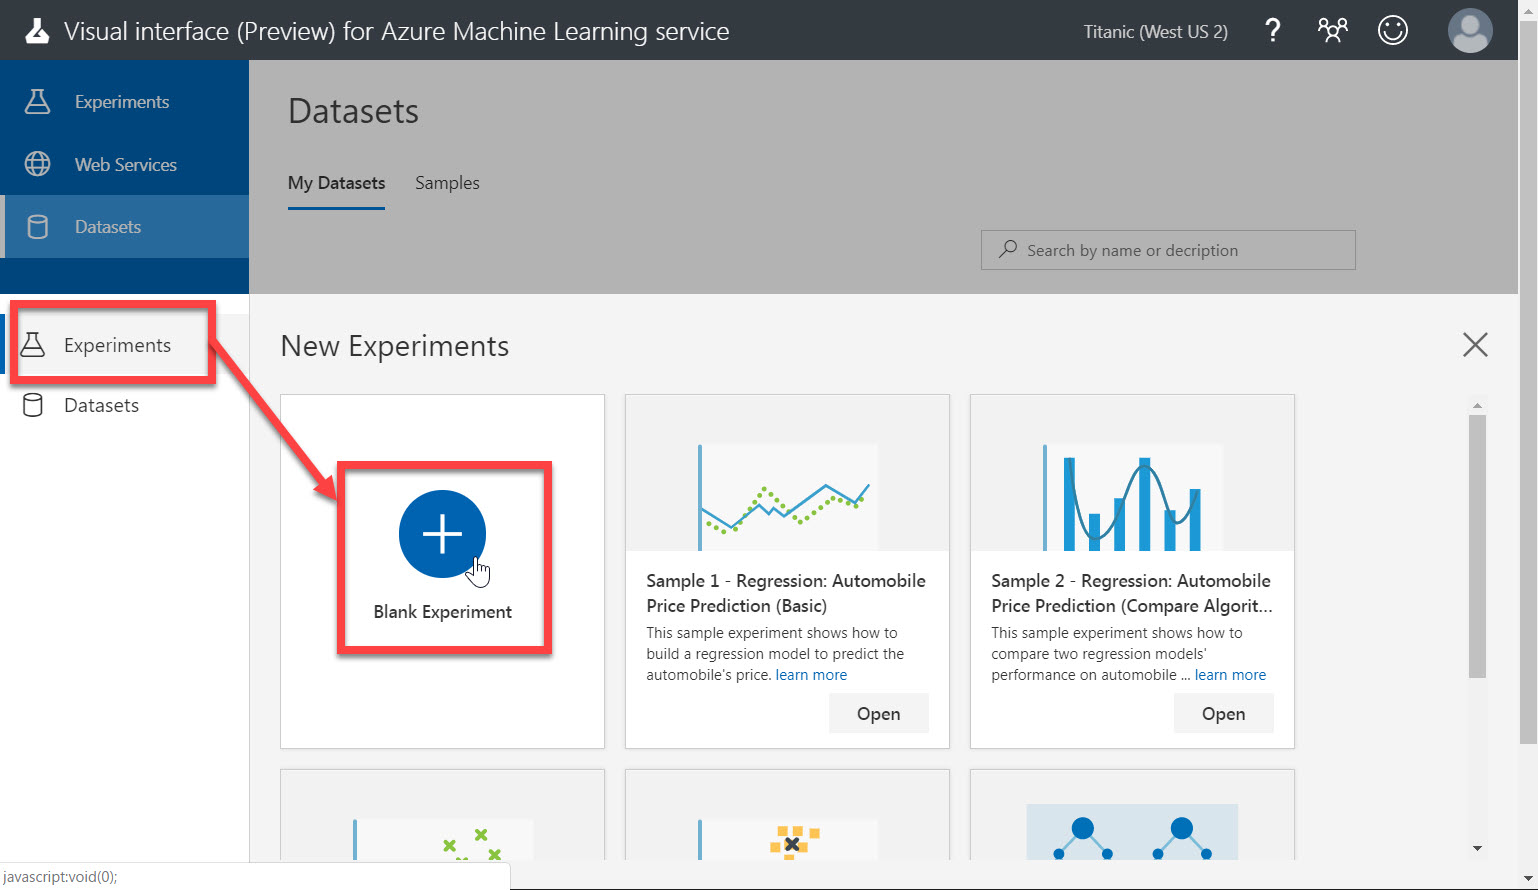 Visual interface (Preview) for Azure Machine Learning service
Titanic (West US 2)
?
Experiments
Web Services
Datasets
Datasets
My Datasets
Samples
Search by name or decription
Experiments
Datasets
New Experiments
Blank Experiment
Sample 1 - Regression: Automobile
Price Prediction (Basic)
This sample experiment shows how to
build a regression model to predict the
automobile's price. learn more
Open
Sample 2 - Regression: Automobile
Price Prediction (Compare Algorit...
This sample experiment shows how to
compare two regression models'
performance on automobile ... learn more
Open
javascript:void(0);